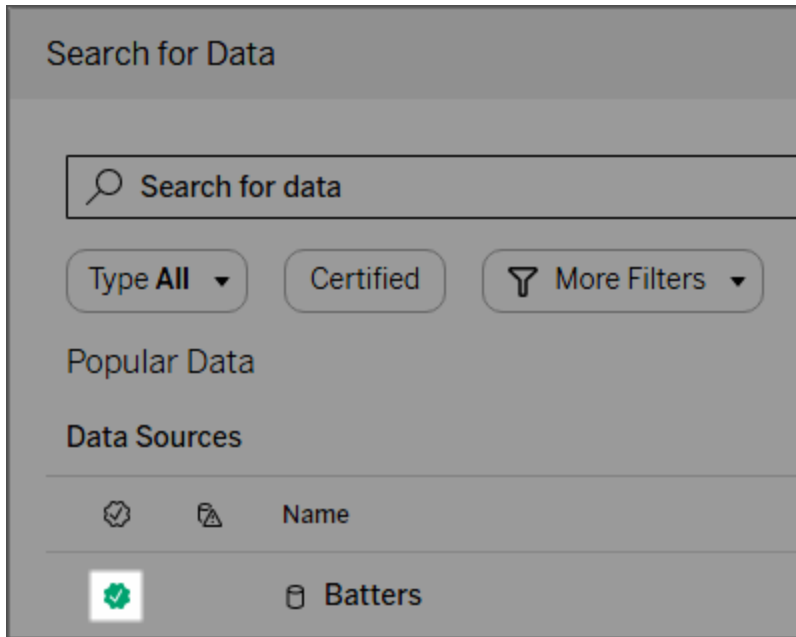 Search for Data
Search for data
Type All
Certified
More Filters
Popular Data
Data Sources
Name
Batters